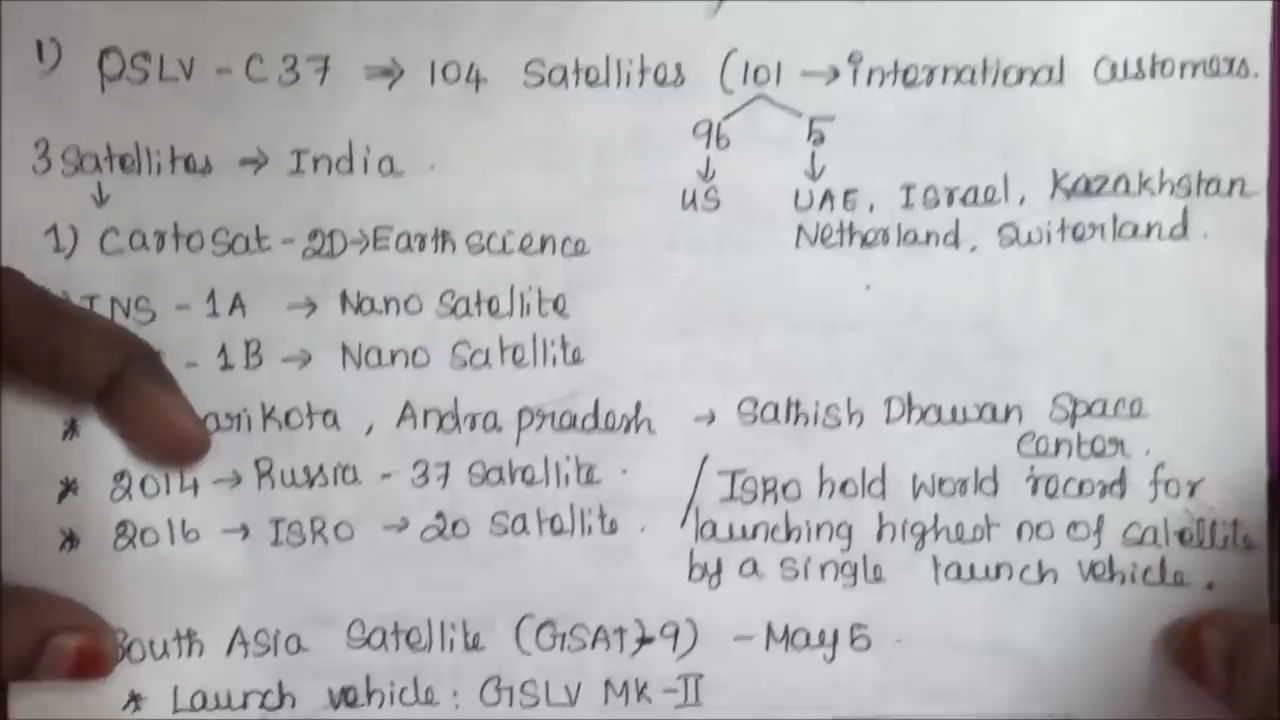 1) PSLV - C37 ⇒ 104 Satellites (101 → international customers.
96 5
3 Satellites → India .
↓ ↓ ↓
US UAE, Israel, Kazakhstan
Netherland, Switerland.
1) Cartosat - 2D → Earth science
INS - 1A → Nano Satellite
- 1B → Nano Satellite
* arikota, Andra pradesh → Sathish Dhawan Space
Center.
* 2014 → Russia - 37 Satellite.
* 2016 → ISRO → 20 Satellite.
ISRO hold World record for
launching highest no of satellite
by a single launch vehicle.
South Asia Satellite (GSAT-9) - May 5
* Launch vehicle: GSLV MK-II